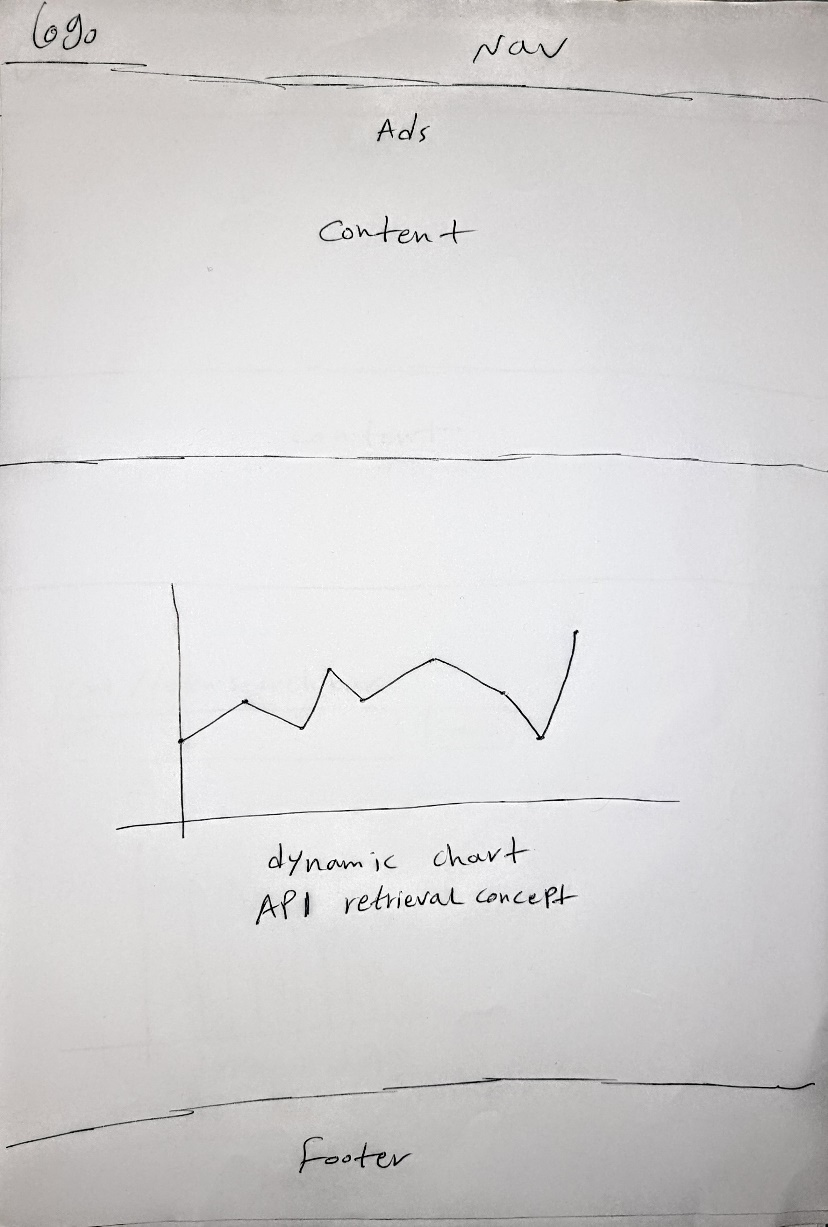 Logo
Nav
Ads
Content
dynamic chart
API retrieval concept
Footer